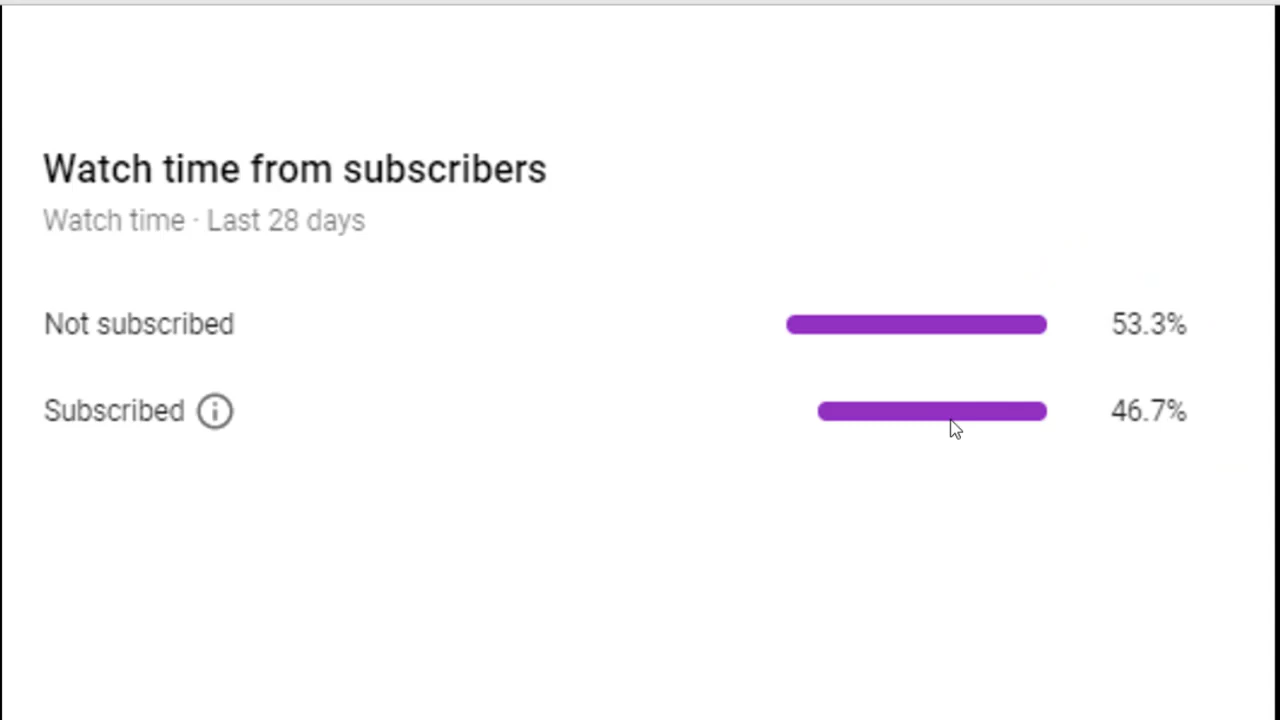 Watch time from subscribers
Watch time · Last 28 days
Not subscribed 53.3%
Subscribed 46.7%